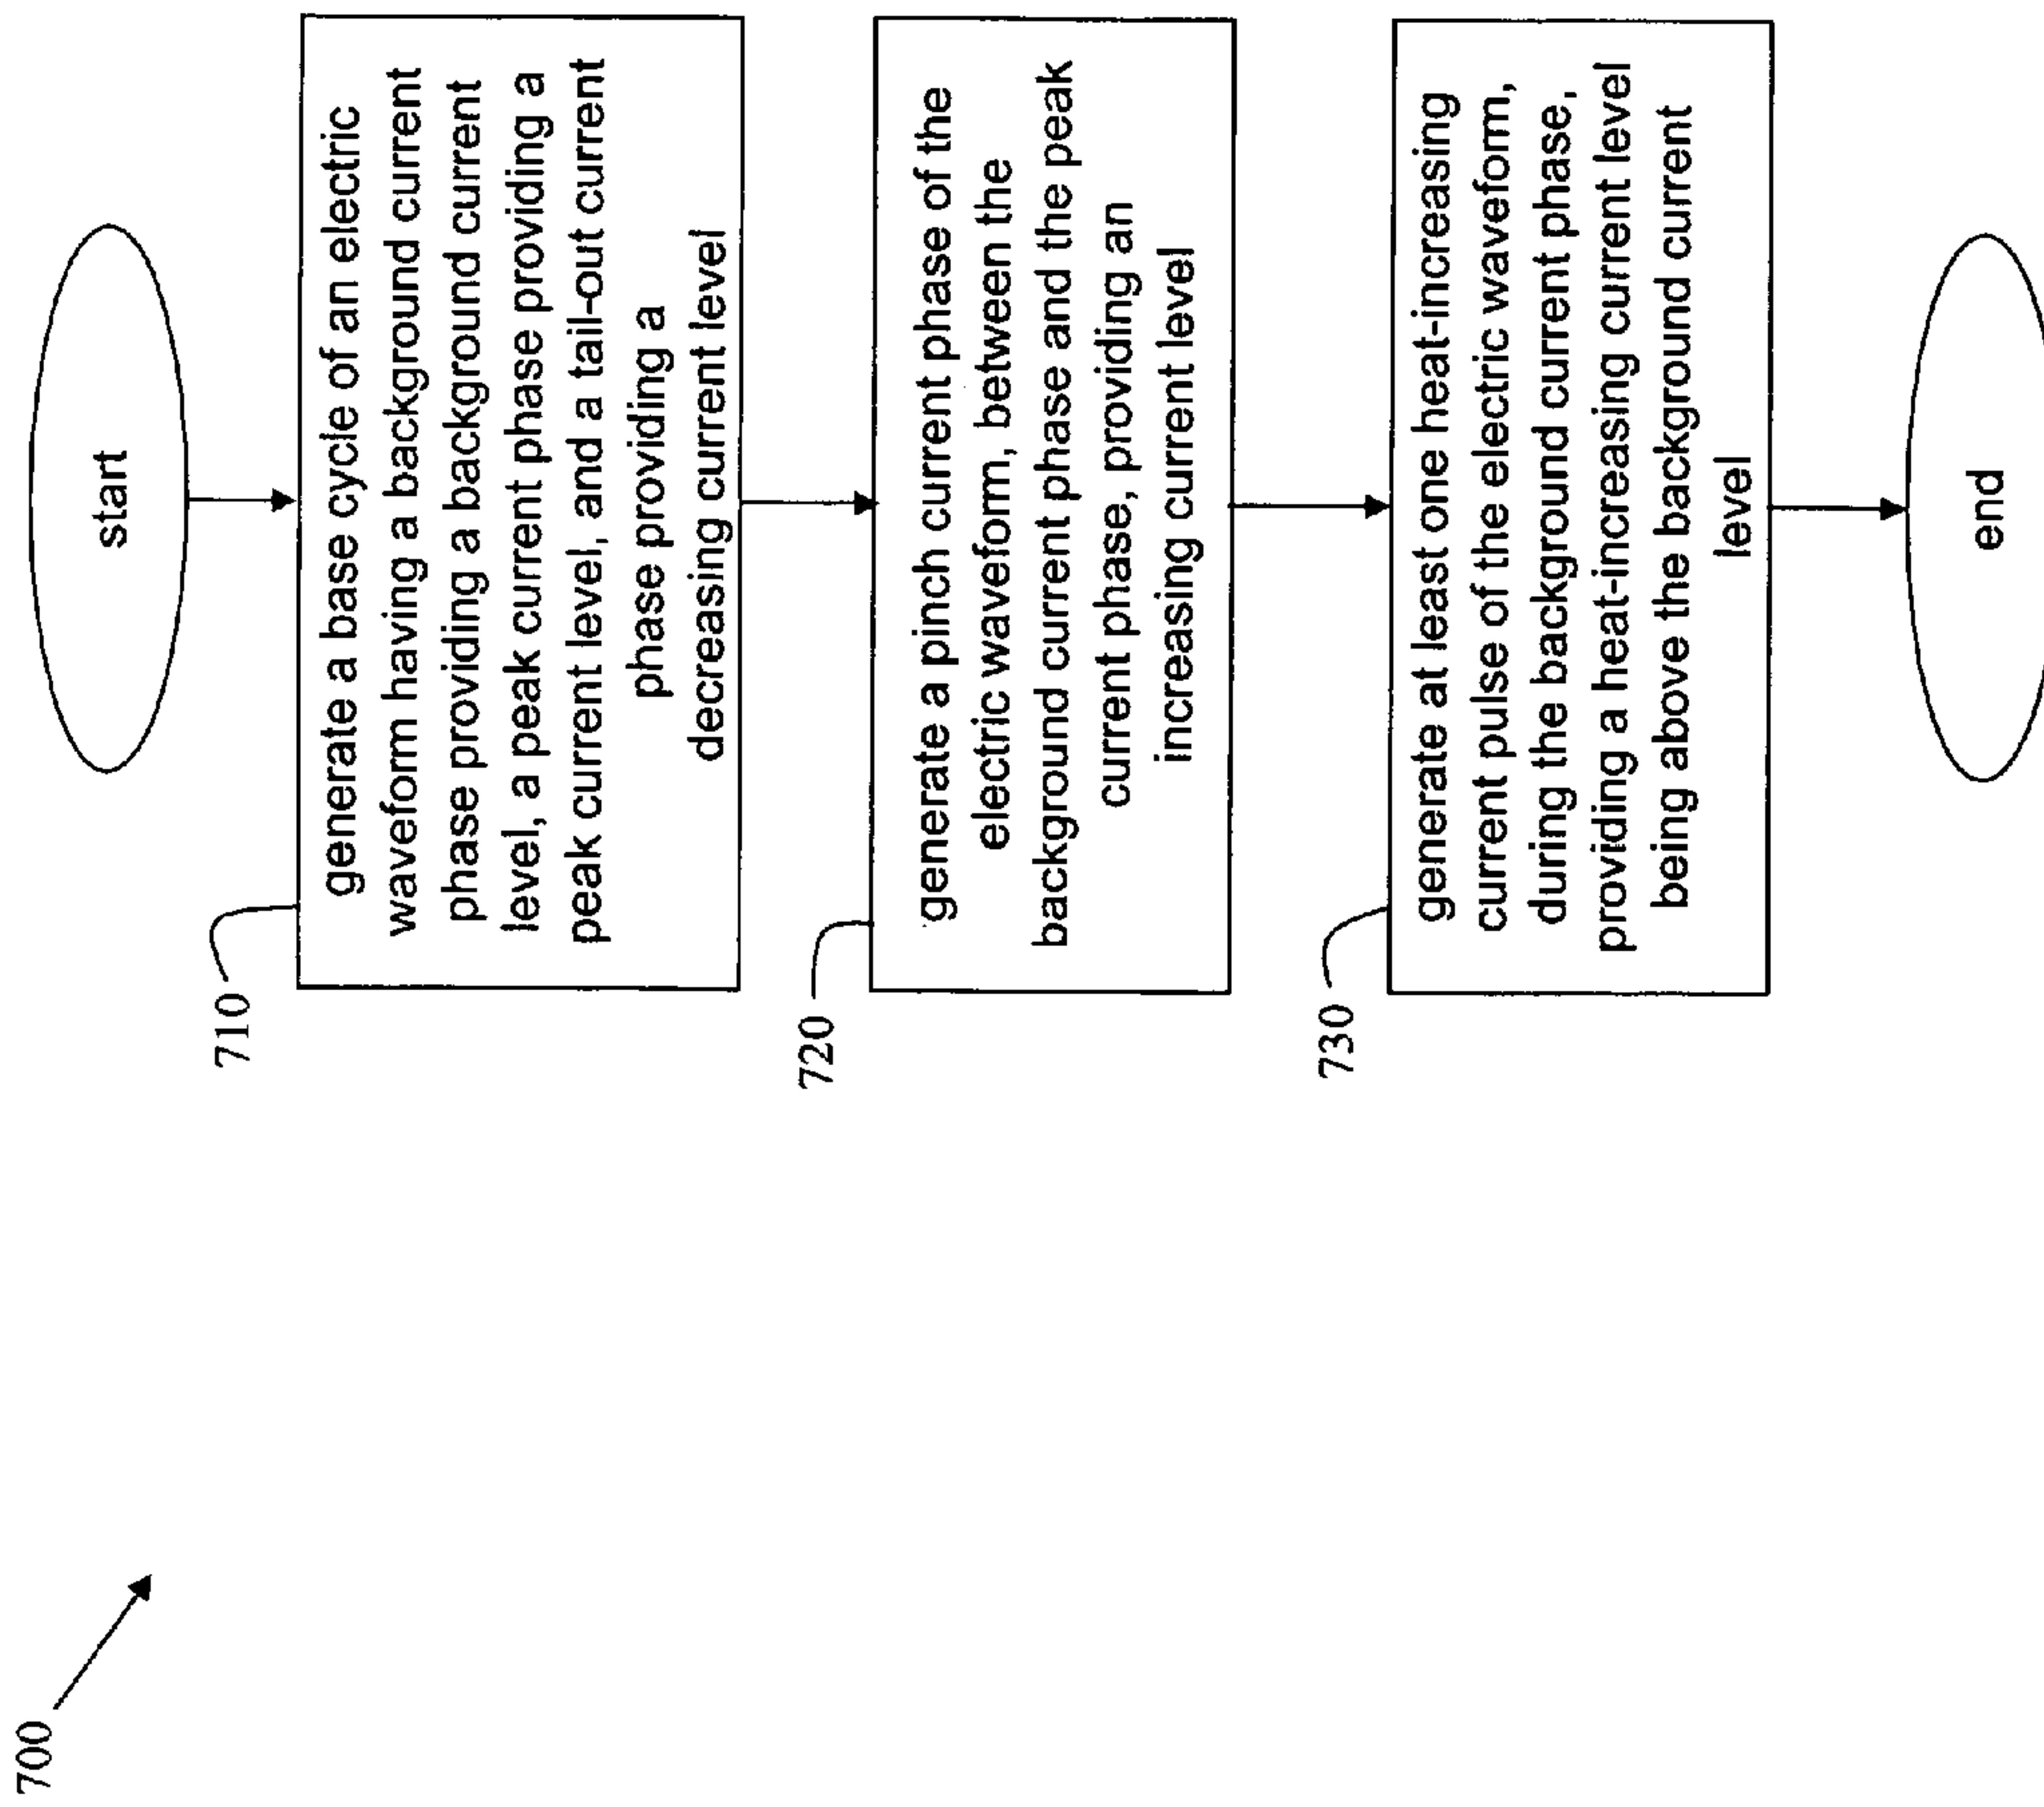 700
start
710
generate a base cycle of an electric
waveform having a background current
phase providing a background current
level, a peak current phase providing a
peak current level, and a tail-out current
phase providing a
decreasing current level
720
generate a pinch current phase of the
electric waveform, between the
background current phase and the peak
current phase, providing an
increasing current level
730
generate at least one heat-increasing
current pulse of the electric waveform,
during the background current phase,
providing a heat-increasing current level
being above the background current
level
end